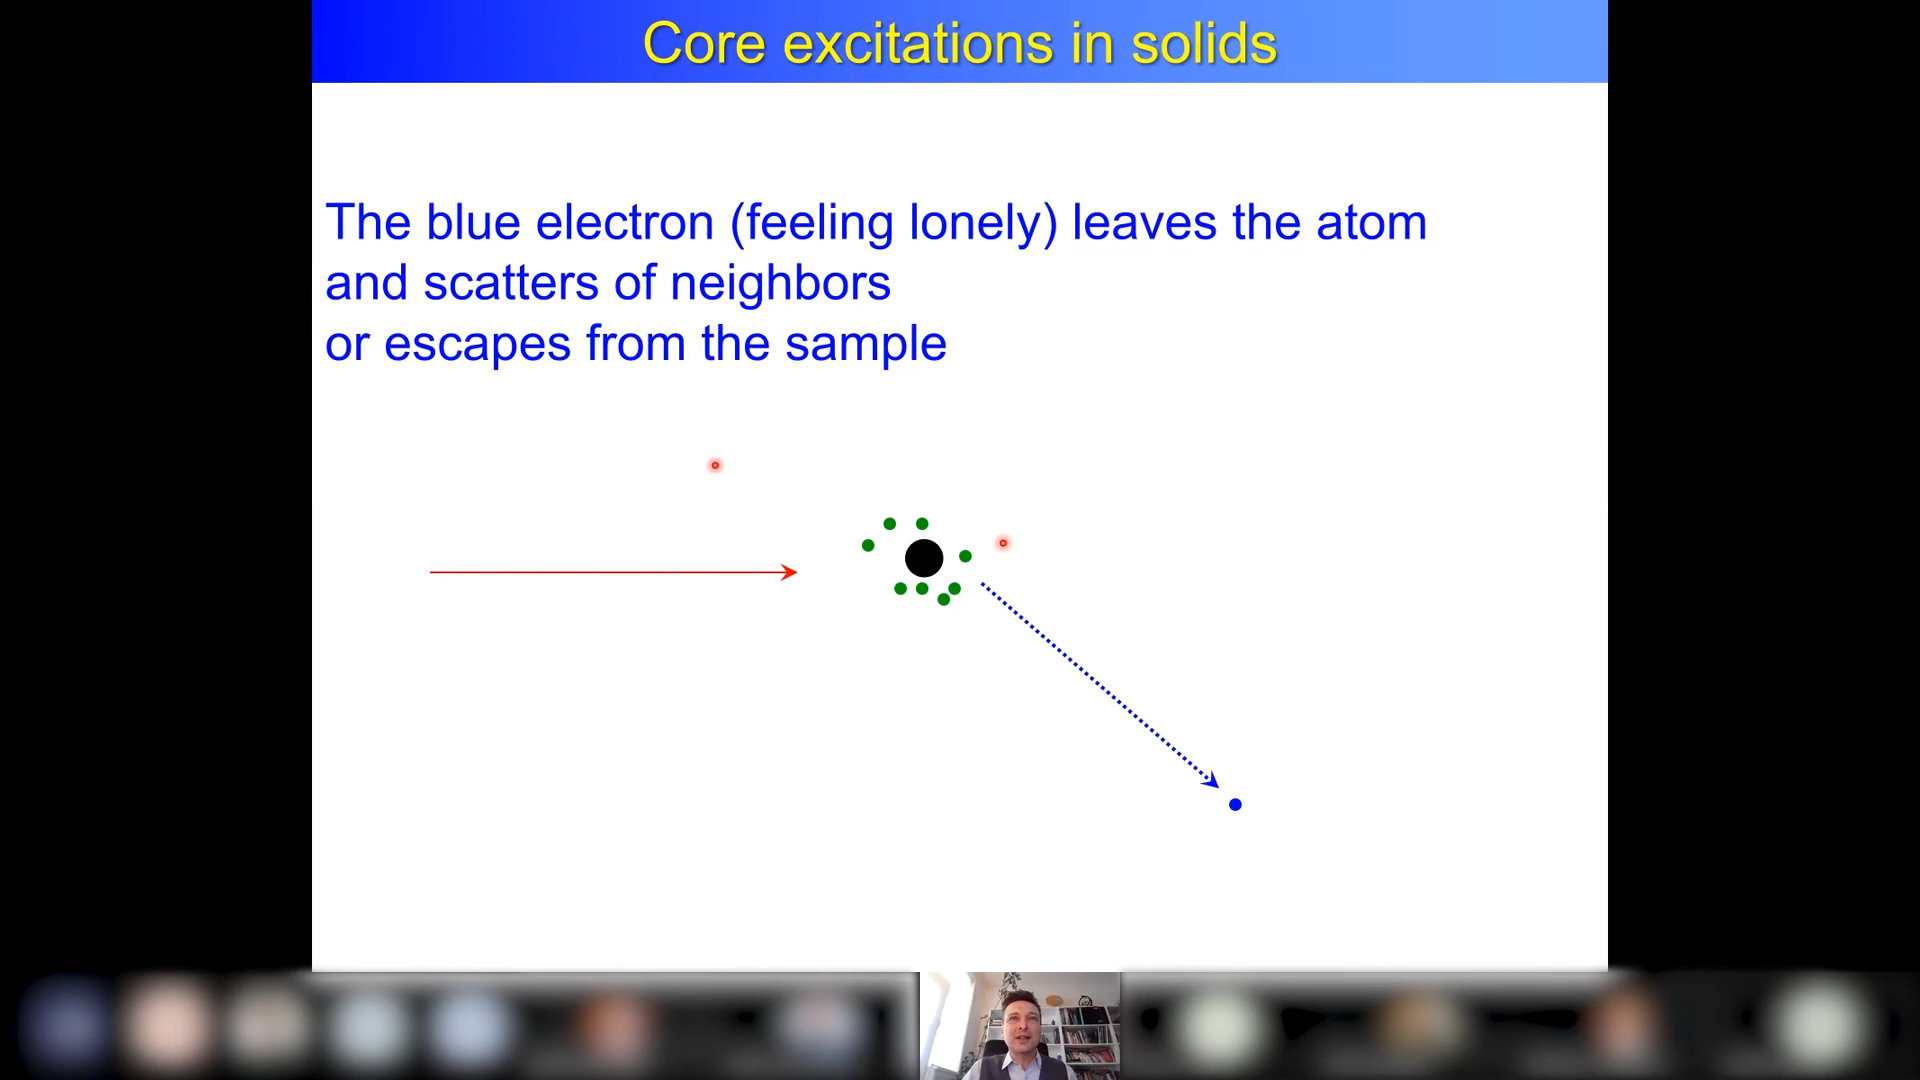 Core excitations in solids
The blue electron (feeling lonely) leaves the atom
and scatters of neighbors
or escapes from the sample